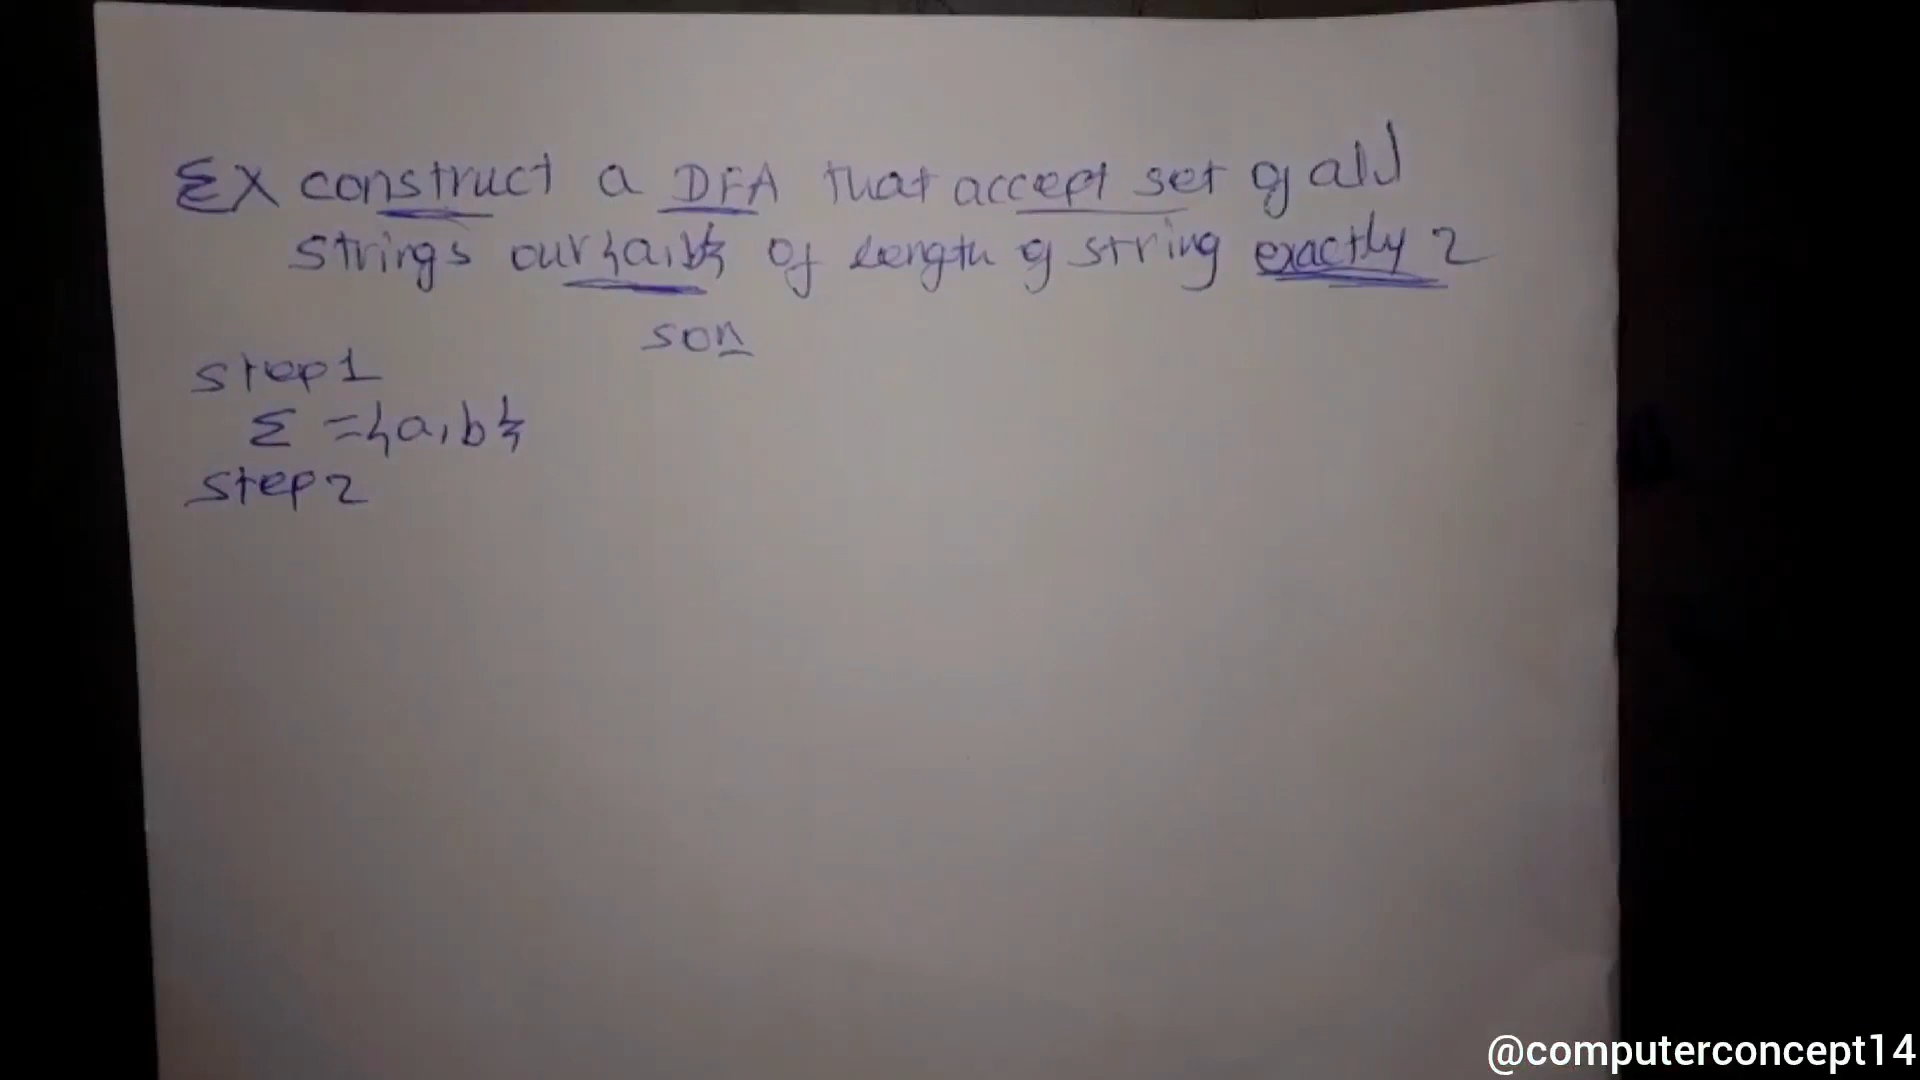 EX construct a DFA that accept set of all
strings our {a,b} of length of string exactly 2
son
step1
Σ = {a,b}
step2
@computerconcept14